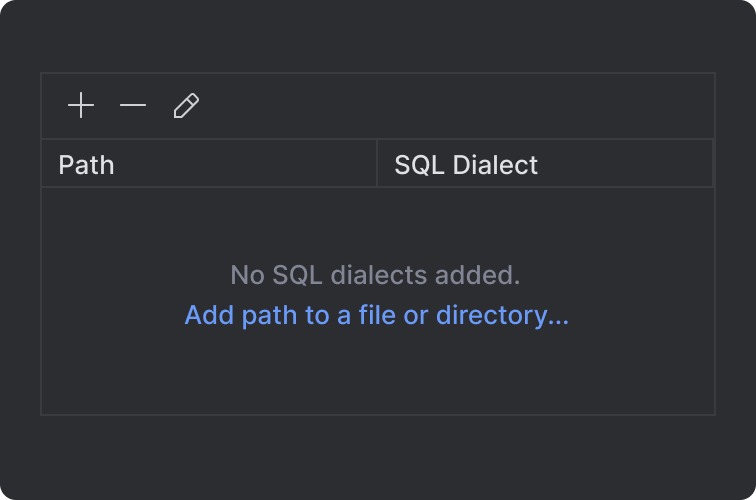 Path
SQL Dialect
No SQL dialects added.
Add path to a file or directory...